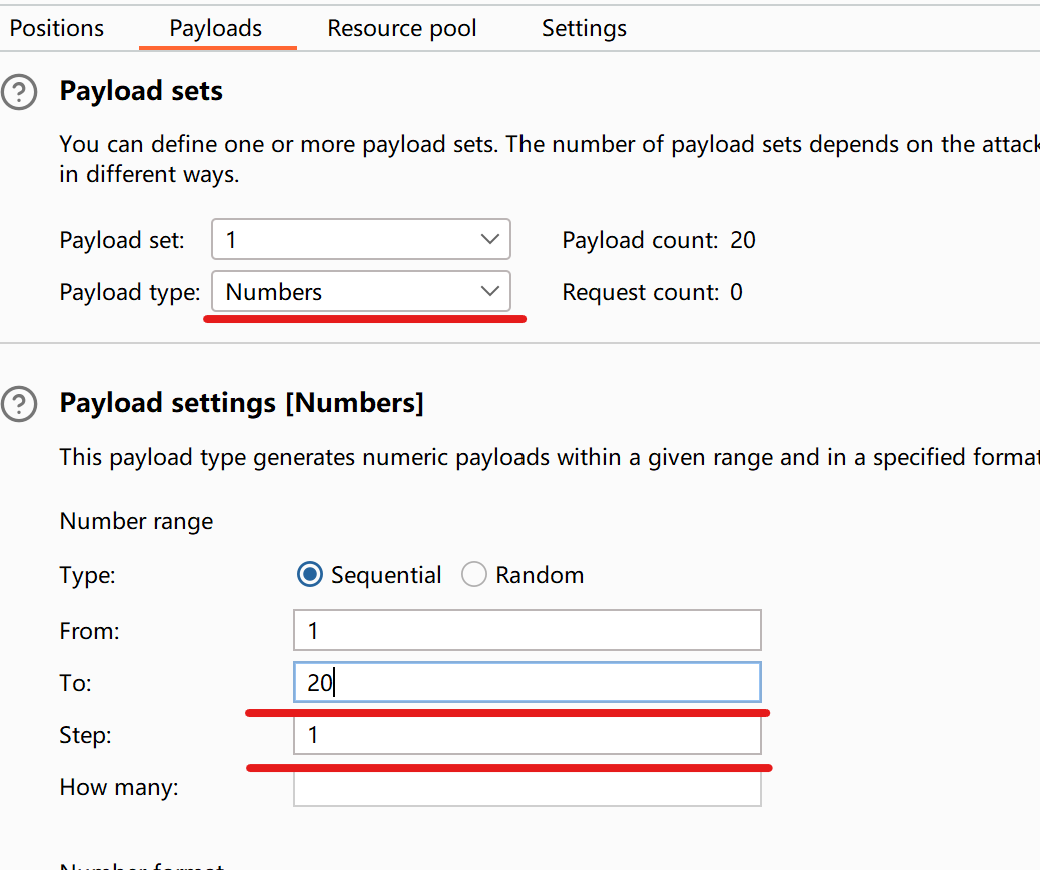 Positions Payloads Resource pool Settings
? Payload sets
You can define one or more payload sets. The number of payload sets depends on the attack
in different ways.
Payload set: 1 Payload count: 20
Payload type: Numbers Request count: 0
? Payload settings [Numbers]
This payload type generates numeric payloads within a given range and in a specified format
Number range
Type: Sequential Random
From: 1
To: 20
Step: 1
How many:
Number format